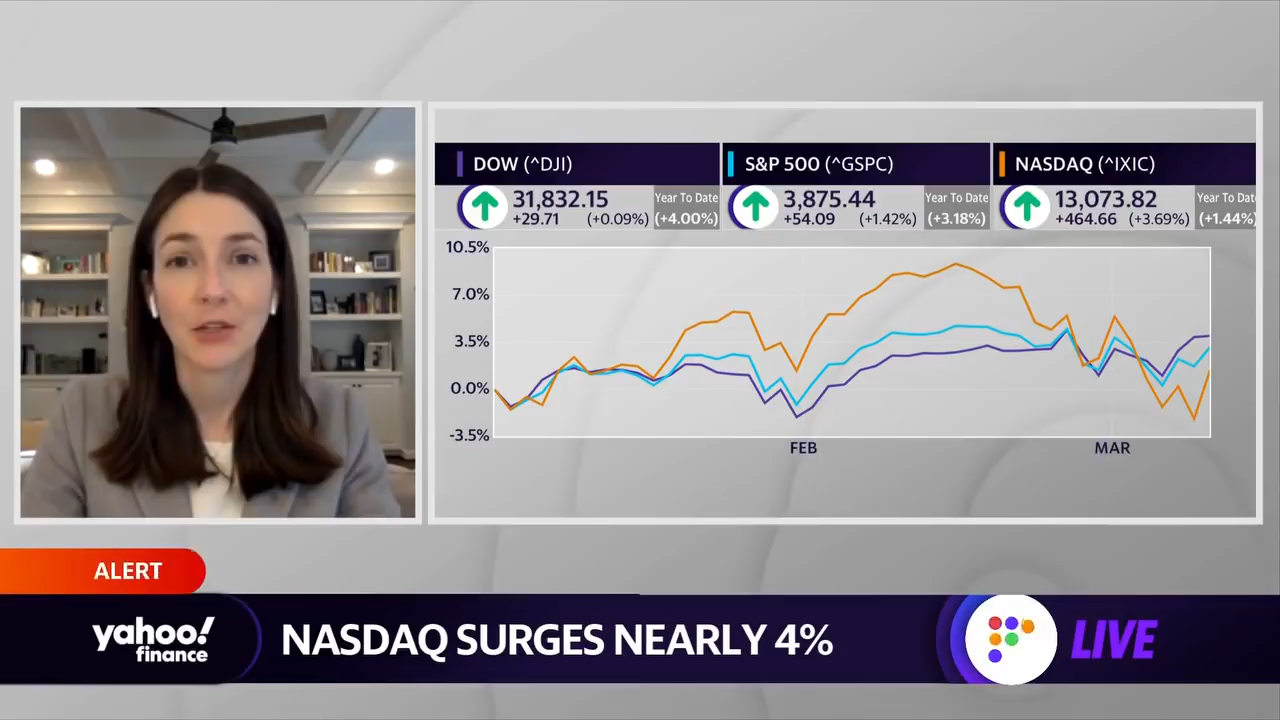 DOW (^DJI)
31,832.15
+29.71 (+0.09%)
Year To Date
(+4.00%)
S&P 500 (^GSPC)
3,875.44
+54.09 (+1.42%)
Year To Date
(+3.18%)
NASDAQ (^IXIC)
13,073.82
+464.66 (+3.69%)
Year To Date
(+1.44%)
10.5%
7.0%
3.5%
0.0%
-3.5%
FEB MAR
ALERT
yahoo!
finance
NASDAQ SURGES NEARLY 4%
LIVE